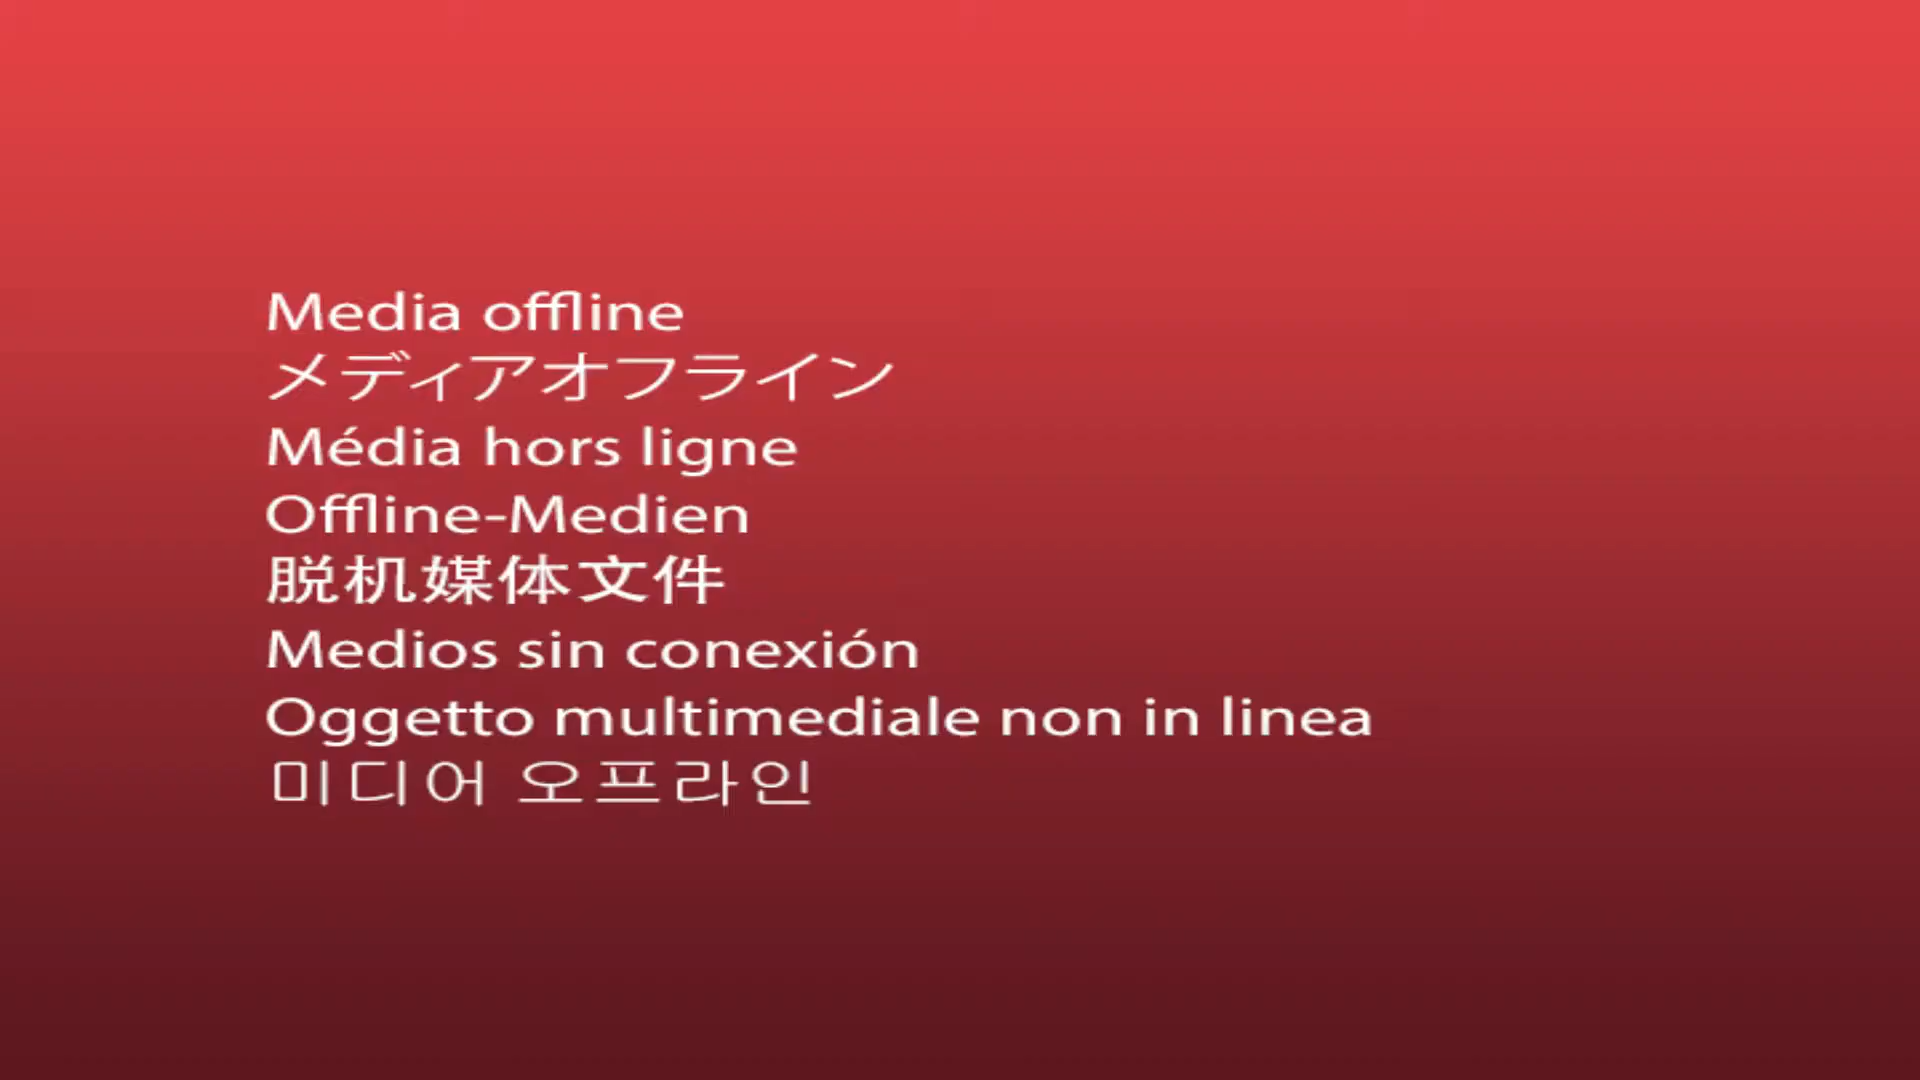 Media offline
メディアオフライン
Média hors ligne
Offline-Medien
脱机媒体文件
Medios sin conexión
Oggetto multimediale non in linea
미디어 오프라인